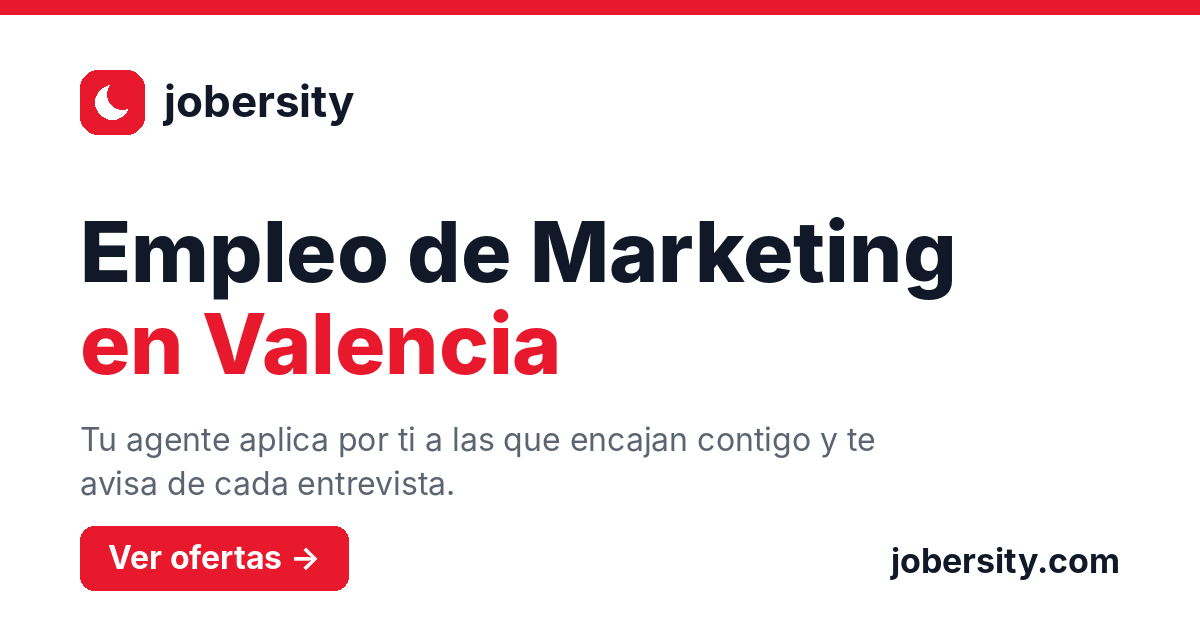 jobersity
Empleo de Marketing
en Valencia
Tu agente aplica por ti a las que encajan contigo y te
avisa de cada entrevista.
Ver ofertas →
jobersity.com